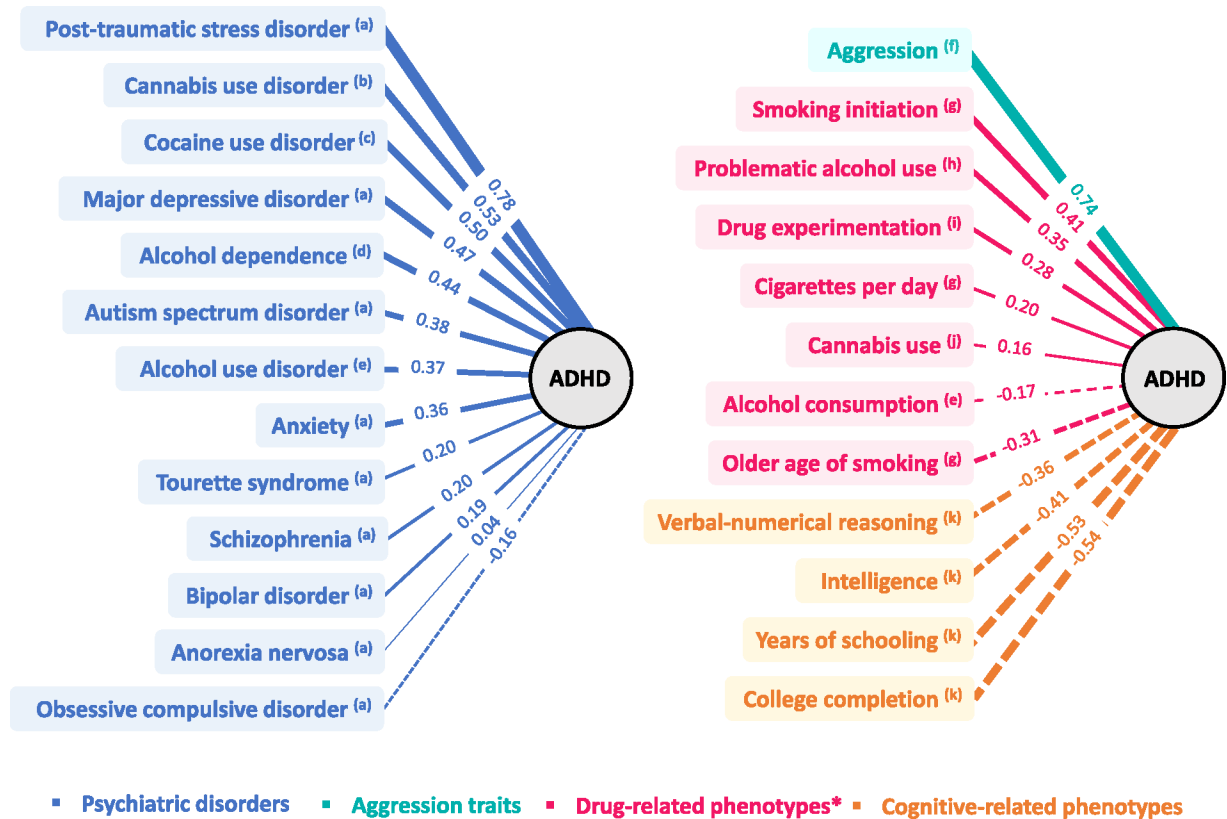 Post-traumatic stress disorder (a)
Cannabis use disorder (b)
Cocaine use disorder (c)
Major depressive disorder (a)
Alcohol dependence (d)
Autism spectrum disorder (a)
Alcohol use disorder (e)
Anxiety (a)
Tourette syndrome (a)
Schizophrenia (a)
Bipolar disorder (a)
Anorexia nervosa (a)
Obsessive compulsive disorder (a)
0.78
0.53
0.50
0.47
0.44
0.38
0.37
0.36
0.20
0.20
0.19
0.04
-0.16
ADHD
Aggression (f)
Smoking initiation (g)
Problematic alcohol use (h)
Drug experimentation (i)
Cigarettes per day (g)
Cannabis use (j)
Alcohol consumption (e)
Older age of smoking (g)
Verbal-numerical reasoning (k)
Intelligence (k)
Years of schooling (k)
College completion (k)
0.74
0.41
0.35
0.28
0.20
0.16
-0.17
-0.31
-0.36
-0.41
-0.53
-0.54
ADHD
Psychiatric disorders
Aggression traits
Drug-related phenotypes*
Cognitive-related phenotypes